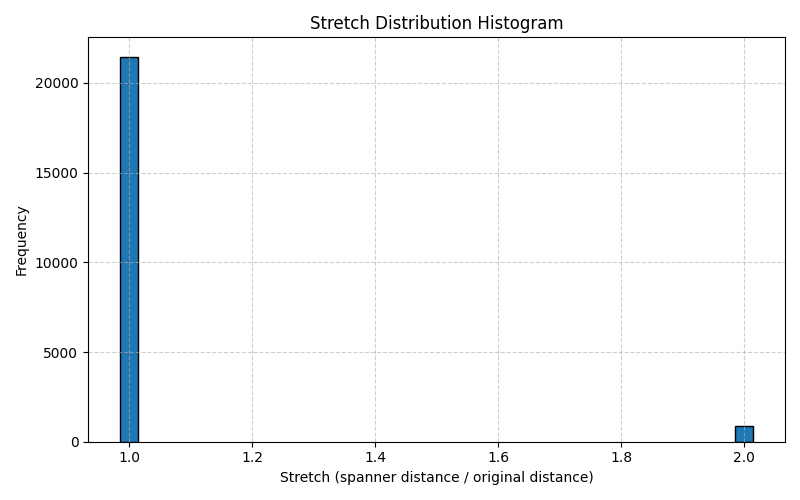 Stretch Distribution Histogram
Frequency
20000
15000
10000
5000
0
1.0 1.2 1.4 1.6 1.8 2.0
Stretch (spanner distance / original distance)